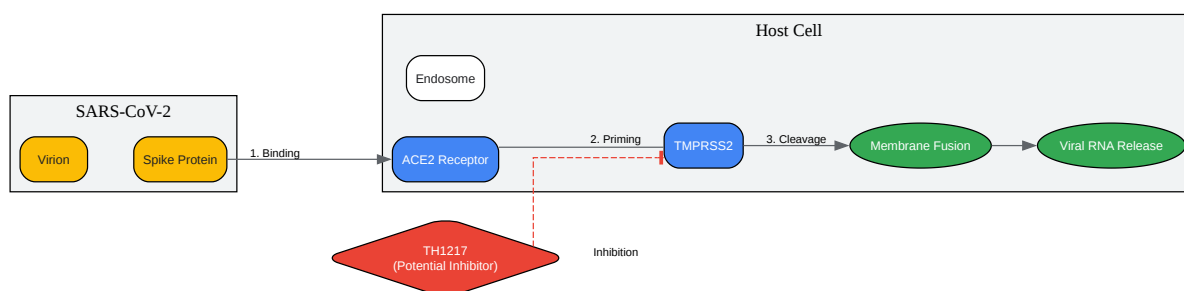 Host Cell
Endosome
SARS-CoV-2
Virion
Spike Protein
1. Binding
ACE2 Receptor
2. Priming
TMPRSS2
3. Cleavage
Membrane Fusion
Viral RNA Release
TH1217
(Potential Inhibitor)
Inhibition